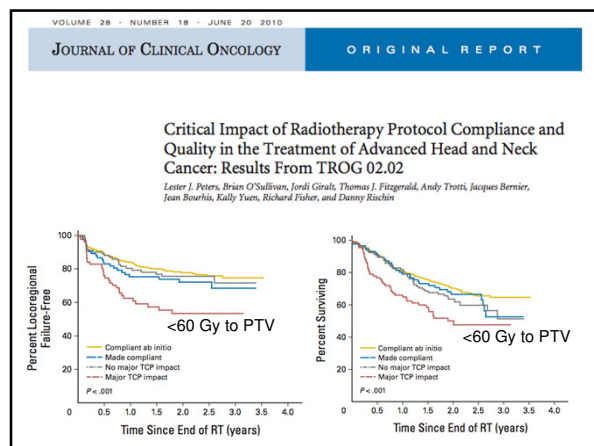 VOLUME 28 · NUMBER 18 · JUNE 20 2010
JOURNAL OF CLINICAL ONCOLOGY
ORIGINAL REPORT
Critical Impact of Radiotherapy Protocol Compliance and
Quality in the Treatment of Advanced Head and Neck
Cancer: Results From TROG 02.02
Lester J. Peters, Brian O'Sullivan, Jordi Giralt, Thomas J. Fitzgerald, Andy Trotti, Jacques Bernier,
Jean Bourhis, Kally Yuen, Richard Fisher, and Danny Rischin
Percent Locoregional
Failure-Free
100
80
60
40
20
<60 Gy to PTV
Compliant ab initio
Made compliant
No major TCP impact
Major TCP impact
P < .001
0 0.5 1.0 1.5 2.0 2.5 3.0 3.5 4.0
Time Since End of RT (years)
Percent Surviving
100
80
60
40
20
<60 Gy to PTV
Compliant ab initio
Made compliant
No major TCP impact
Major TCP impact
P < .001
0 0.5 1.0 1.5 2.0 2.5 3.0 3.5 4.0
Time Since End of RT (years)